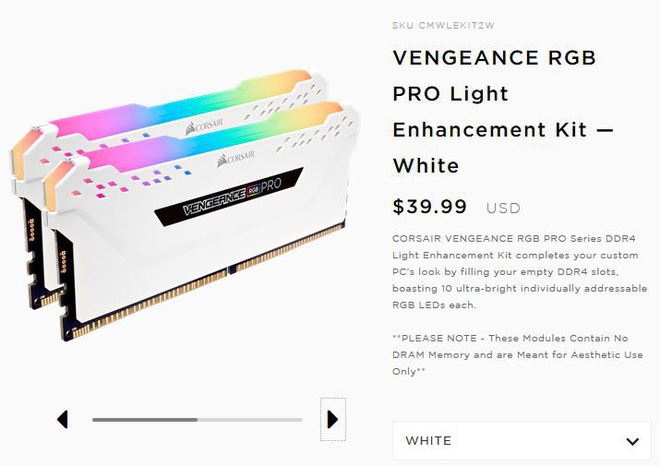 SKU CMWLEKIT2W
VENGEANCE RGB
PRO Light
Enhancement Kit —
White
$39.99 USD
CORSAIR VENGEANCE RGB PRO Series DDR4
Light Enhancement Kit completes your custom
PC's look by filling your empty DDR4 slots,
boasting 10 ultra-bright individually addressable
RGB LEDs each.
**PLEASE NOTE - These Modules Contain No
DRAM Memory and are Meant for Aesthetic Use
Only**
WHITE
CORSAIR
CORSAIR
VENGEANCE RGB PRO